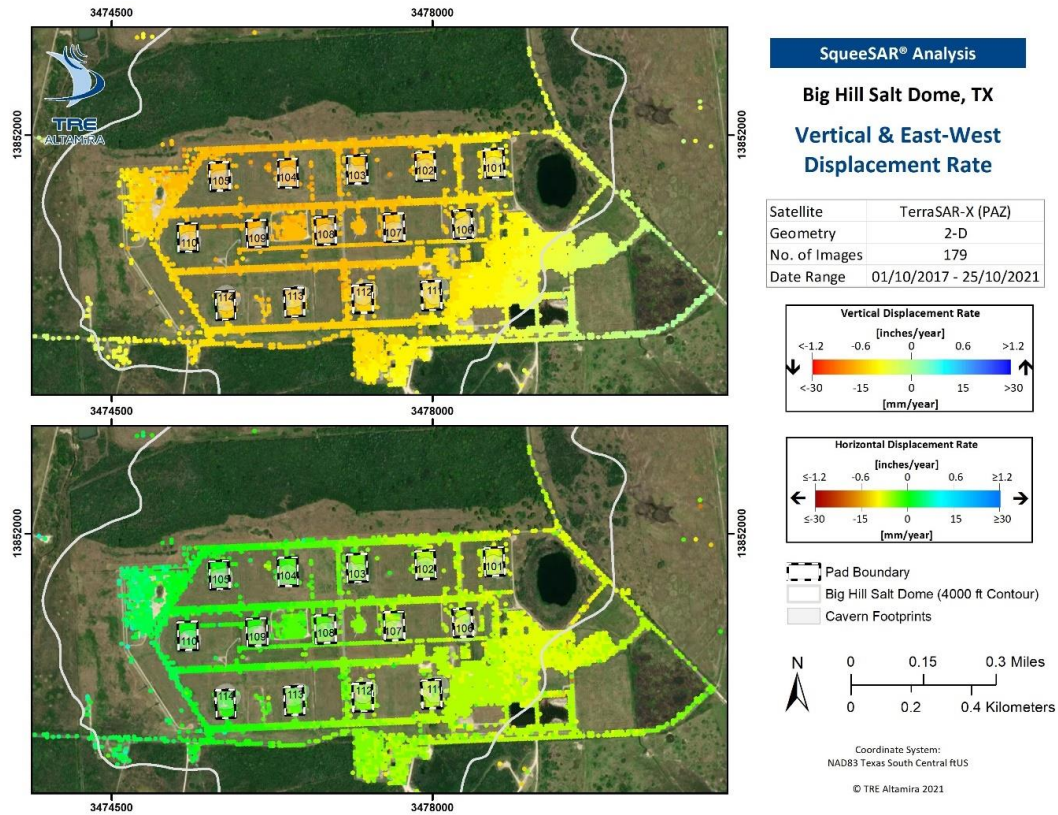 3474500 3478000
TRE
ALTAMIRA
13852000
13852000
105 104 103 102 101
110 109 108 107 106
114 113 112 111
3474500 3478000
13852000
13852000
105 104 103 102 101
110 109 108 107 106
114 113 112 111
3474500 3478000
SqueeSAR® Analysis
Big Hill Salt Dome, TX
Vertical & East-West
Displacement Rate
Satellite TerraSAR-X (PAZ)
Geometry 2-D
No. of Images 179
Date Range 01/10/2017 - 25/10/2021
Vertical Displacement Rate
[inches/year]
<-1.2 -0.6 0 0.6 >1.2
<-30 -15 0 15 >30
[mm/year]
Horizontal Displacement Rate
[inches/year]
≤-1.2 -0.6 0 0.6 ≥1.2
≤-30 -15 0 15 ≥30
[mm/year]
Pad Boundary
Big Hill Salt Dome (4000 ft Contour)
Cavern Footprints
N
0 0.15 0.3 Miles
0 0.2 0.4 Kilometers
Coordinate System:
NAD83 Texas South Central ftUS
© TRE Altamira 2021